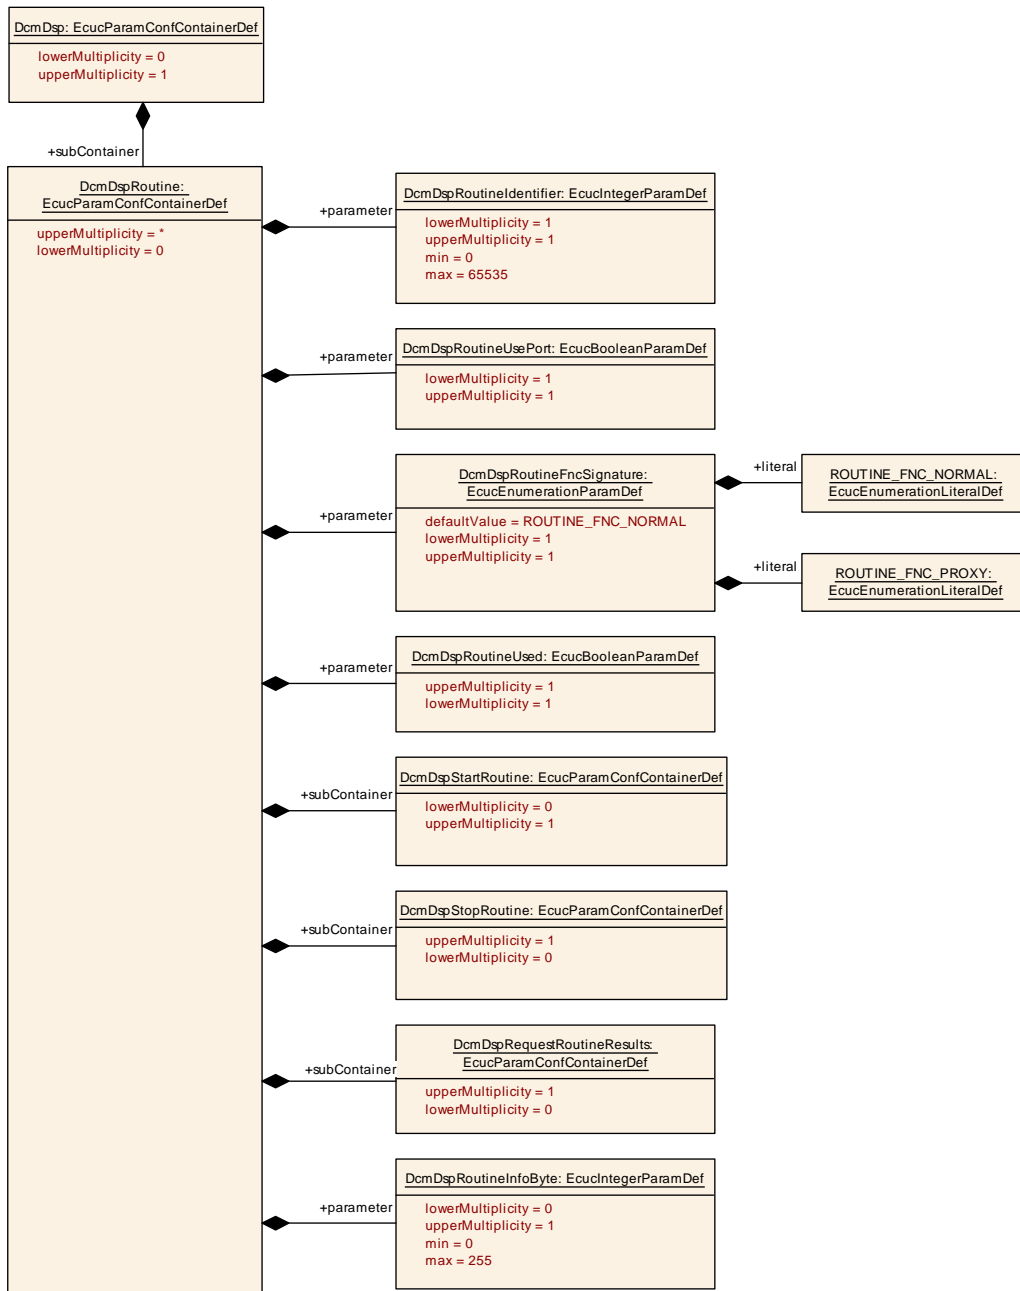 DcmDsp: EcucParamConfContainerDef
lowerMultiplicity = 0
upperMultiplicity = 1
+subContainer
DcmDspRoutine:
EcucParamConfContainerDef
upperMultiplicity = *
lowerMultiplicity = 0
+parameter
DcmDspRoutineIdentifier: EcucIntegerParamDef
lowerMultiplicity = 1
upperMultiplicity = 1
min = 0
max = 65535
+parameter
DcmDspRoutineUsePort: EcucBooleanParamDef
lowerMultiplicity = 1
upperMultiplicity = 1
+parameter
DcmDspRoutineFncSignature:
EcucEnumerationParamDef
defaultValue = ROUTINE_FNC_NORMAL
lowerMultiplicity = 1
upperMultiplicity = 1
+literal
ROUTINE_FNC_NORMAL:
EcucEnumerationLiteralDef
+literal
ROUTINE_FNC_PROXY:
EcucEnumerationLiteralDef
+parameter
DcmDspRoutineUsed: EcucBooleanParamDef
upperMultiplicity = 1
lowerMultiplicity = 1
+subContainer
DcmDspStartRoutine: EcucParamConfContainerDef
lowerMultiplicity = 0
upperMultiplicity = 1
+subContainer
DcmDspStopRoutine: EcucParamConfContainerDef
upperMultiplicity = 1
lowerMultiplicity = 0
+subContainer
DcmDspRequestRoutineResults:
EcucParamConfContainerDef
upperMultiplicity = 1
lowerMultiplicity = 0
+parameter
DcmDspRoutineInfoByte: EcucIntegerParamDef
lowerMultiplicity = 0
upperMultiplicity = 1
min = 0
max = 255